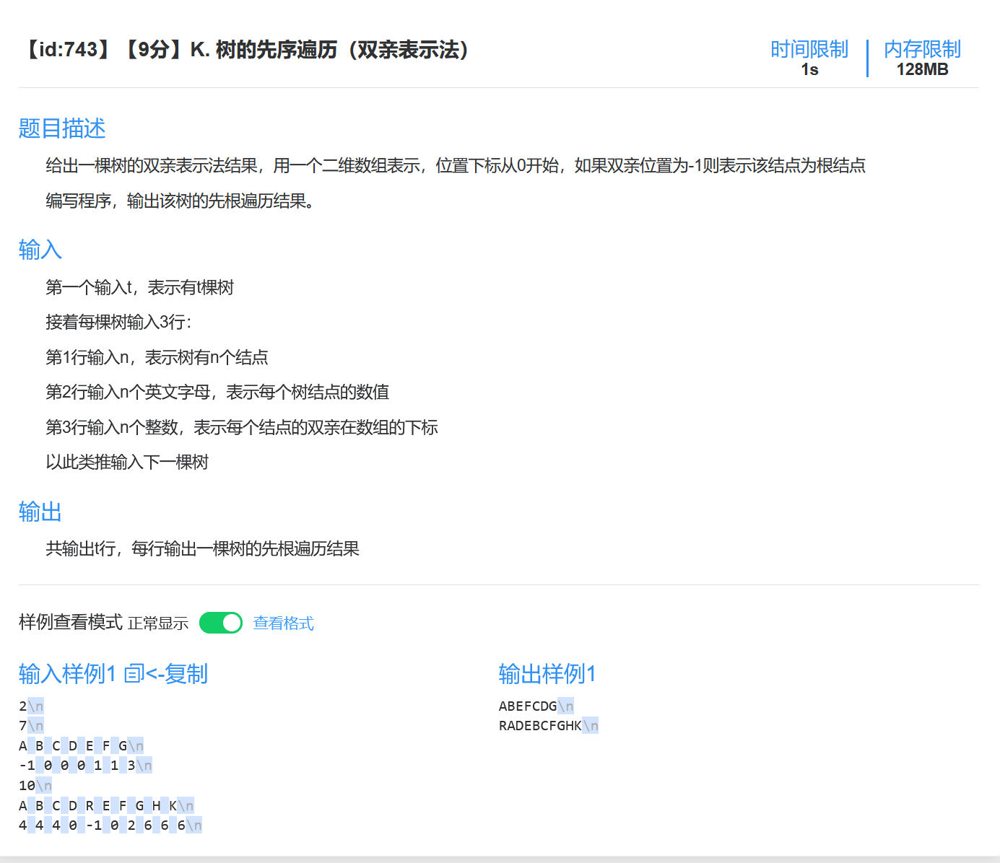 【id:743】【9分】K. 树的先序遍历（双亲表示法）
时间限制
1s
内存限制
128MB
题目描述
给出一棵树的双亲表示法结果，用一个二维数组表示，位置下标从0开始，如果双亲位置为-1则表示该结点为根结点
编写程序，输出该树的先根遍历结果。
输入
第一个输入t，表示有t棵树
接着每棵树输入3行：
第1行输入n，表示树有n个结点
第2行输入n个英文字母，表示每个树结点的数值
第3行输入n个整数，表示每个结点的双亲在数组的下标
以此类推输入下一棵树
输出
共输出t行，每行输出一棵树的先根遍历结果
样例查看模式 正常显示 查看格式
输入样例1 <-复制
2\n
7\n
A B C D E F G\n
-1 0 0 0 1 1 3\n
10\n
A B C D R E F G H K\n
4 4 4 0 -1 0 2 6 6 6\n
输出样例1
ABEFCDG\n
RADEBCFGHK\n